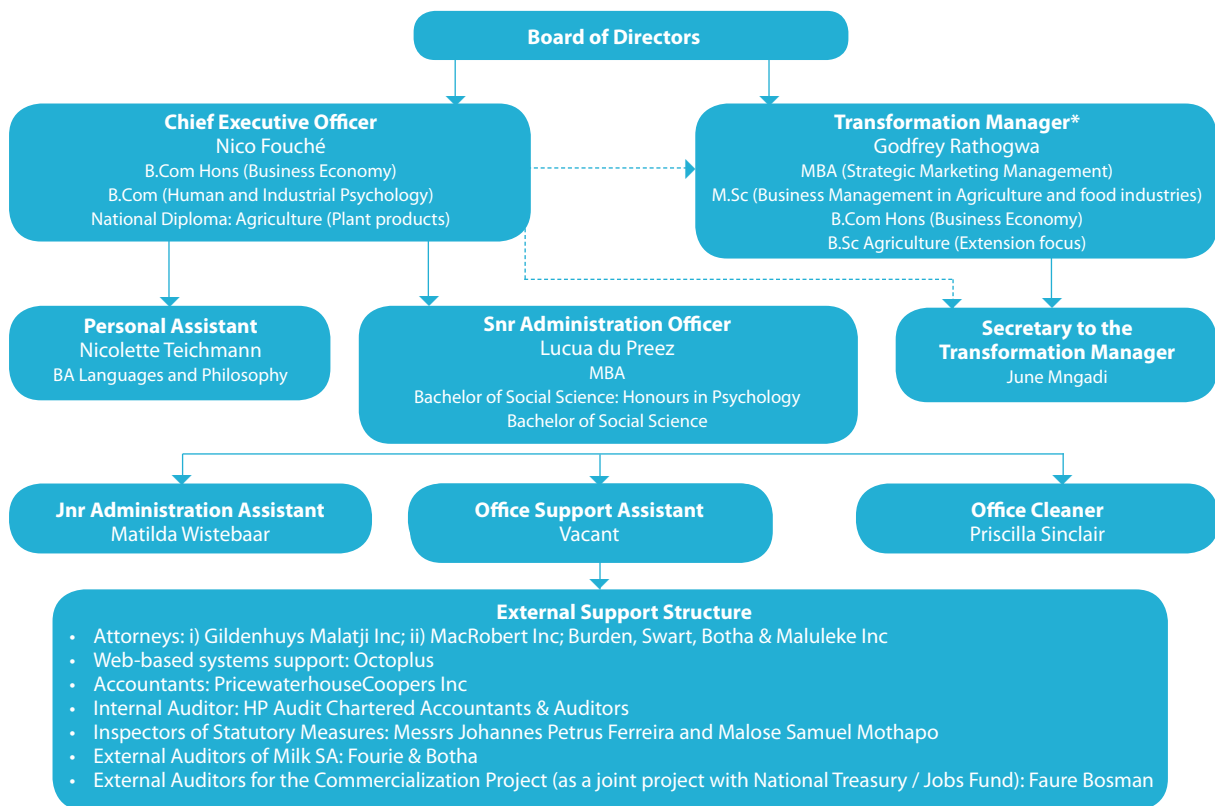 Board of Directors
Chief Executive Officer
Nico Fouché
B.Com Hons (Business Economy)
B.Com (Human and Industrial Psychology)
National Diploma: Agriculture (Plant products)
Transformation Manager*
Godfrey Rathogwa
MBA (Strategic Marketing Management)
M.Sc (Business Management in Agriculture and food industries)
B.Com Hons (Business Economy)
B.Sc Agriculture (Extension focus)
Personal Assistant
Nicolette Teichmann
BA Languages and Philosophy
Snr Administration Officer
Lucua du Preez
MBA
Bachelor of Social Science: Honours in Psychology
Bachelor of Social Science
Secretary to the
Transformation Manager
June Mngadi
Jnr Administration Assistant
Matilda Wistebaar
Office Support Assistant
Vacant
Office Cleaner
Priscilla Sinclair
External Support Structure
• Attorneys: i) Gildenhuys Malatji Inc; ii) MacRobert Inc; Burden, Swart, Botha & Maluleke Inc
• Web-based systems support: Octoplus
• Accountants: PricewaterhouseCoopers Inc
• Internal Auditor: HP Audit Chartered Accountants & Auditors
• Inspectors of Statutory Measures: Messrs Johannes Petrus Ferreira and Malose Samuel Mothapo
• External Auditors of Milk SA: Fourie & Botha
• External Auditors for the Commercialization Project (as a joint project with National Treasury / Jobs Fund): Faure Bosman